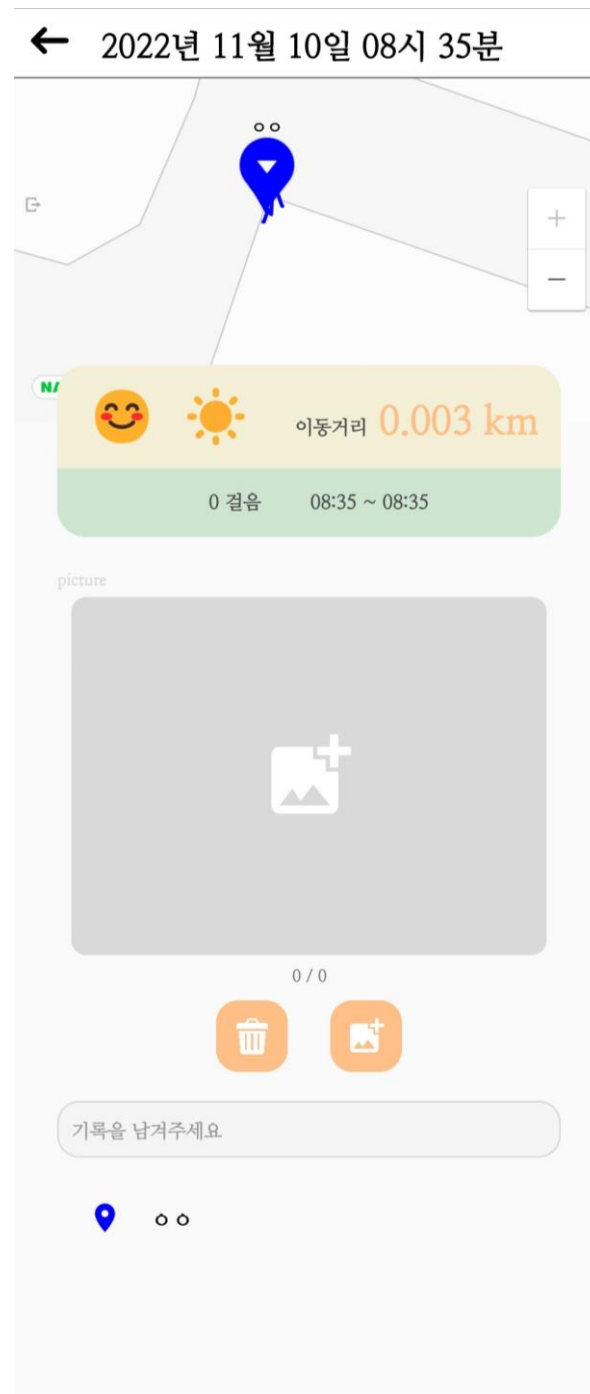 2022년 11월 10일 08시 35분
ㅇㅇ
NA
이동거리 0.003 km
0 걸음 08:35 ~ 08:35
picture
0 / 0
기록을 남겨주세요
ㅇㅇ